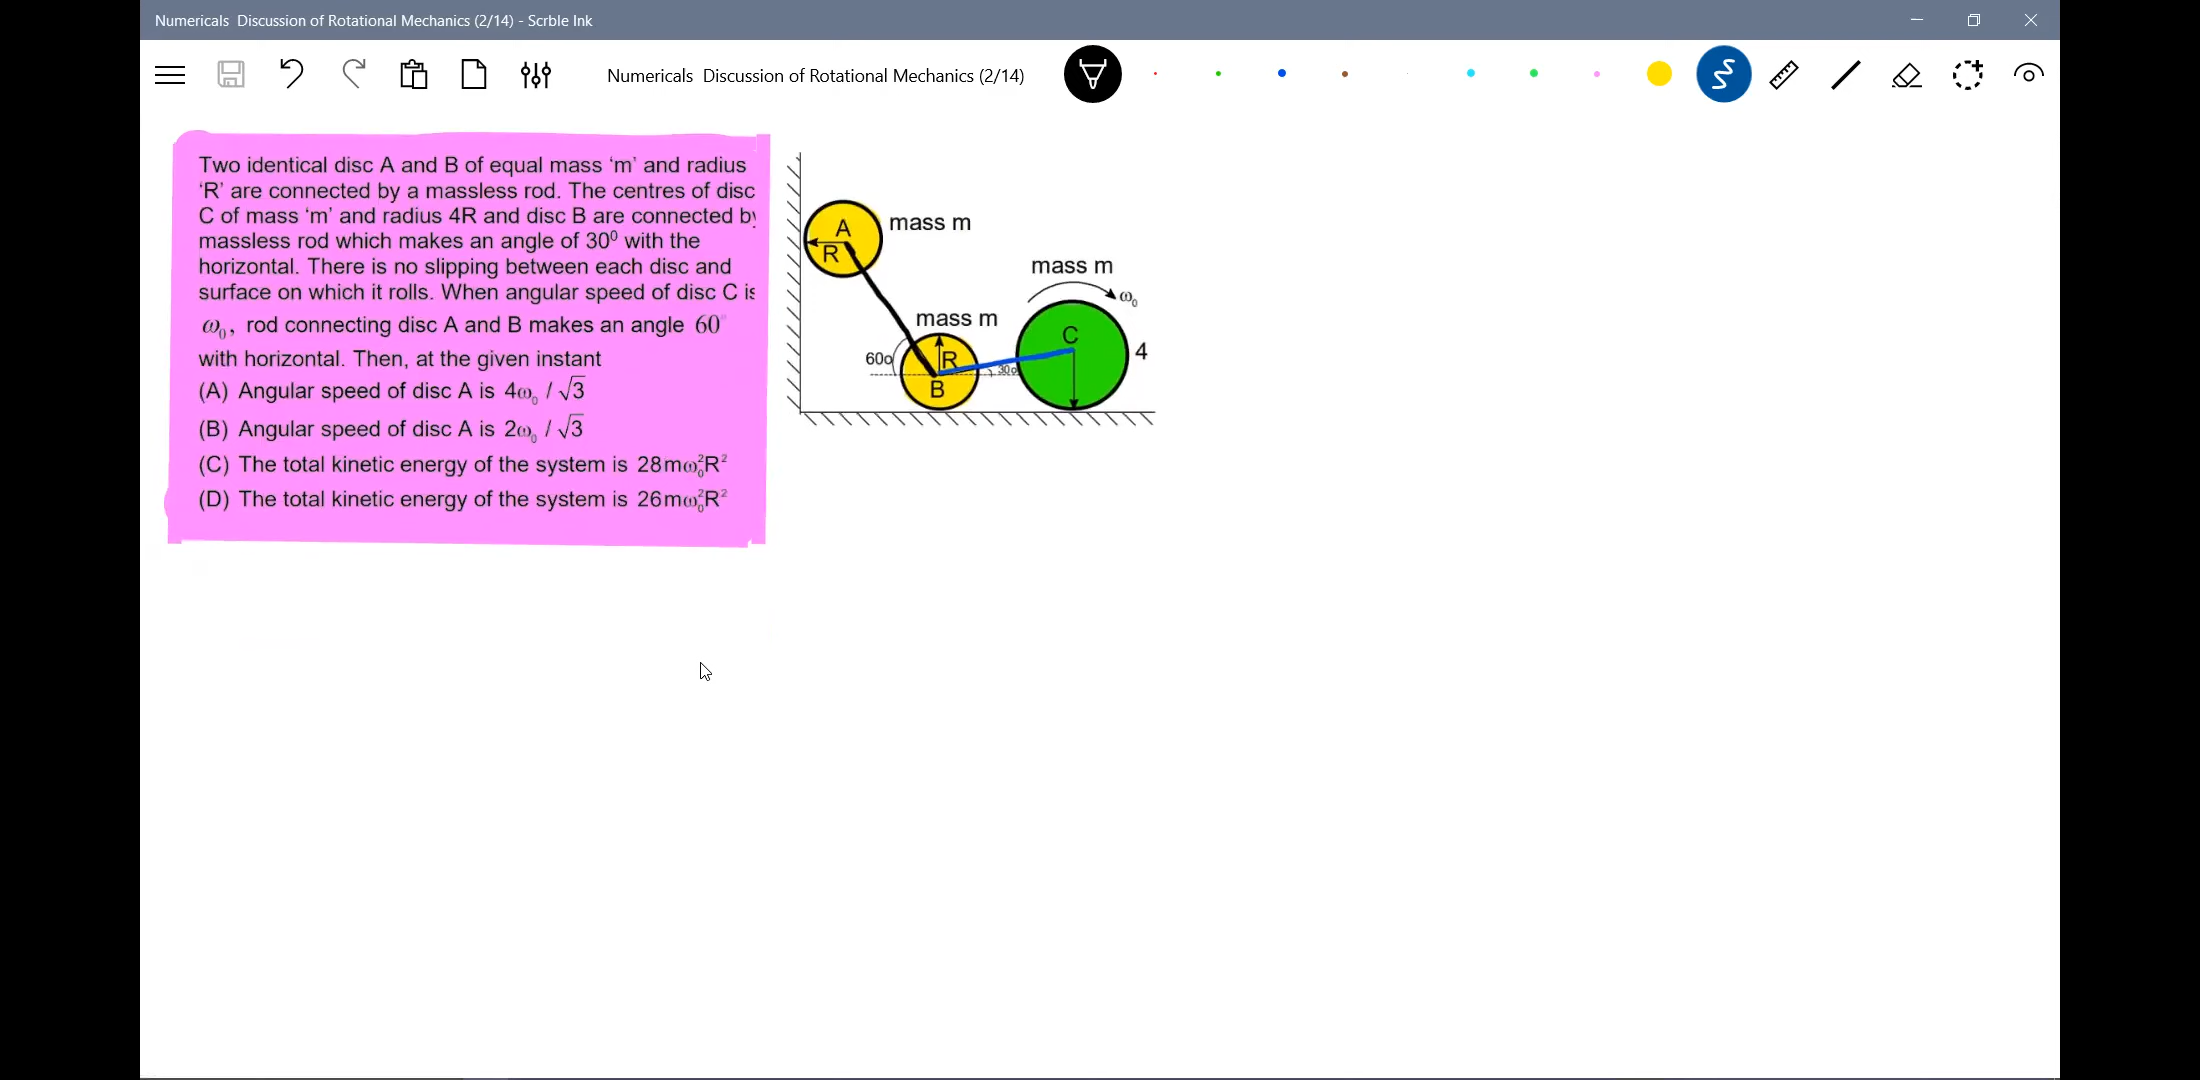 Numericals Discussion of Rotational Mechanics (2/14) - Scrble Ink
Numericals Discussion of Rotational Mechanics (2/14)
Two identical disc A and B of equal mass ‘m’ and radius
‘R’ are connected by a massless rod. The centres of disc
C of mass ‘m’ and radius 4R and disc B are connected by
massless rod which makes an angle of 30⁰ with the
horizontal. There is no slipping between each disc and
surface on which it rolls. When angular speed of disc C is
ω₀, rod connecting disc A and B makes an angle 60°
with horizontal. Then, at the given instant
(A) Angular speed of disc A is 4ω₀ / √3
(B) Angular speed of disc A is 2ω₀ / √3
(C) The total kinetic energy of the system is 28mω₀²R²
(D) The total kinetic energy of the system is 26mω₀²R²
A
R
mass m
mass m
ω₀
mass m
C
4
60o
R
30o
B